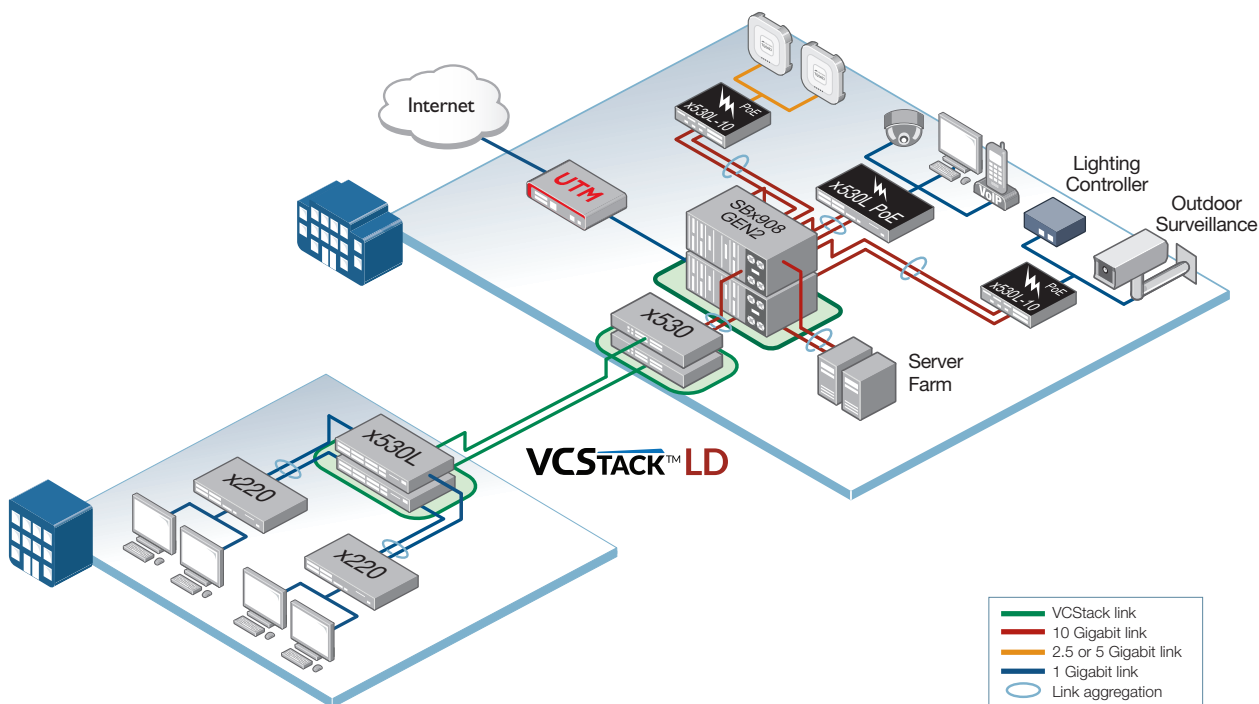 Internet
UTM
x530L-10
PoE
SBx908
GEN2
x530L PoE
VOIP
Lighting
Controller
Outdoor
Surveillance
x530L-10
PoE
x530
Server
Farm
VCSTACK™ LD
x530L
x220
x220
VCStack link
10 Gigabit link
2.5 or 5 Gigabit link
1 Gigabit link
Link aggregation